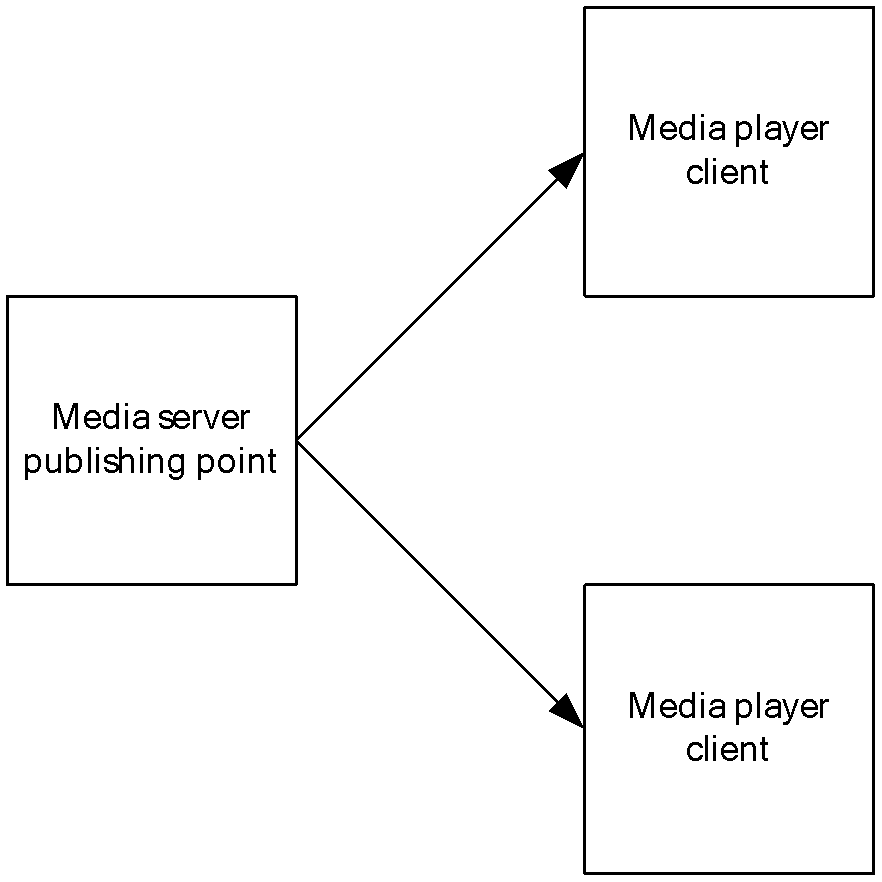 Media player
client
Media server
publishing point
Media player
client